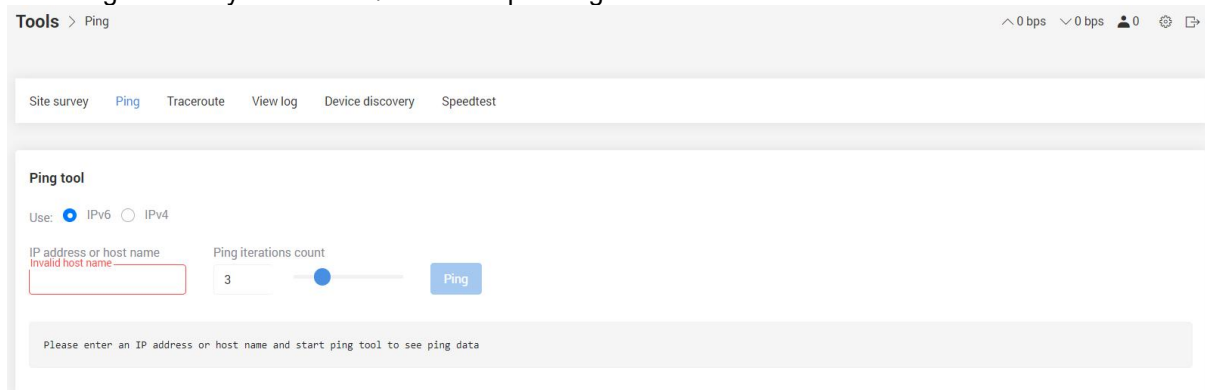 Tools > Ping
0 bps 0 bps 0
Site survey Ping Traceroute View log Device discovery Speedtest
Ping tool
Use: IPv6 IPv4
IP address or host name Ping iterations count
Invalid host name
3 Ping
Please enter an IP address or host name and start ping tool to see ping data